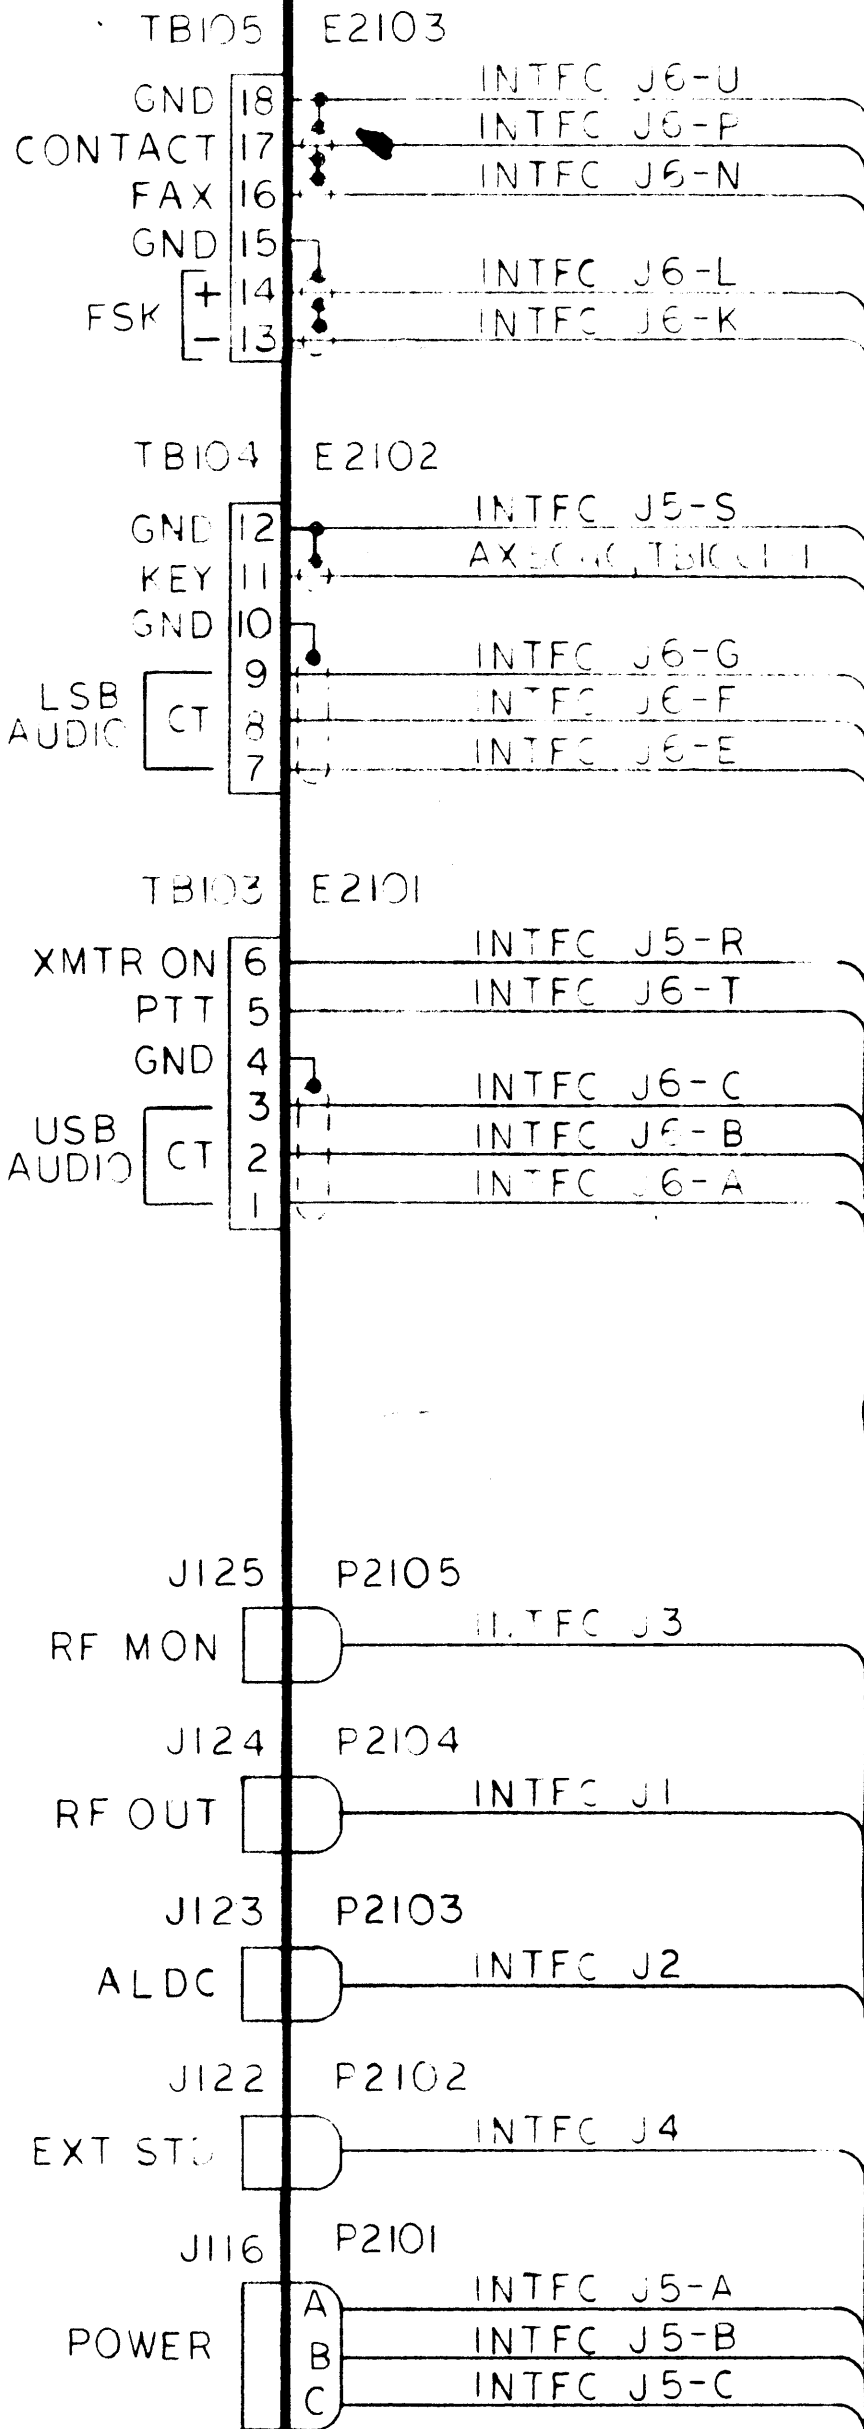 TB105 E2103
GND 18 INTFC J6-U
CONTACT 17 INTFC J6-P
FAX 16 INTFC J6-N
GND 15
+ 14 INTFC J6-L
FSK
- 13 INTFC J6-K
TB104 E2102
GND 12 INTFC J5-S
KEY 11
GND 10
9 INTFC J6-G
LSB AUDIO CT 8 INTFC J6-F
7 INTFC J6-E
TB103 E2101
XMTR ON 6 INTFC J5-R
PTT 5 INTFC J6-T
GND 4
3 INTFC J6-C
USB AUDIO CT 2 INTFC J6-B
1 INTFC J6-A
J125 P2105
RF MON INTFC J3
J124 P2104
RF OUT INTFC J1
J123 P2103
ALDC INTFC J2
J122 P2102
EXT STD INTFC J4
J116 P2101
A INTFC J5-A
POWER B INTFC J5-B
C INTFC J5-C